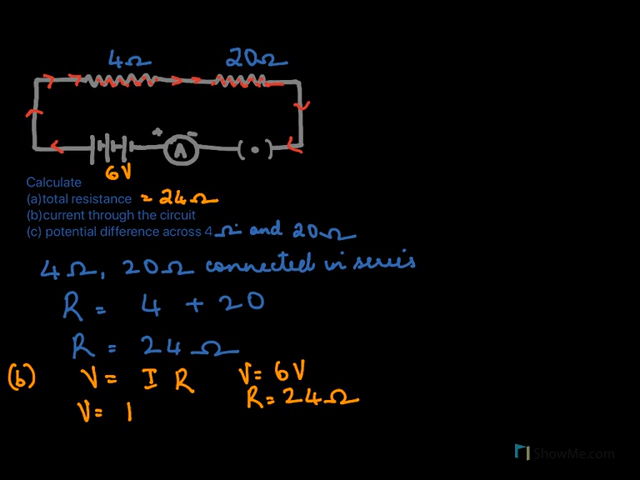 4Ω 20Ω
+ A -
6V
Calculate
(a)total resistance = 24Ω
(b)current through the circuit
(c) potential difference across 4Ω and 20Ω
4Ω, 20Ω connected in series
R = 4 + 20
R = 24Ω
(b) V = I R V = 6V
R = 24Ω
V = I
ShowMe.com